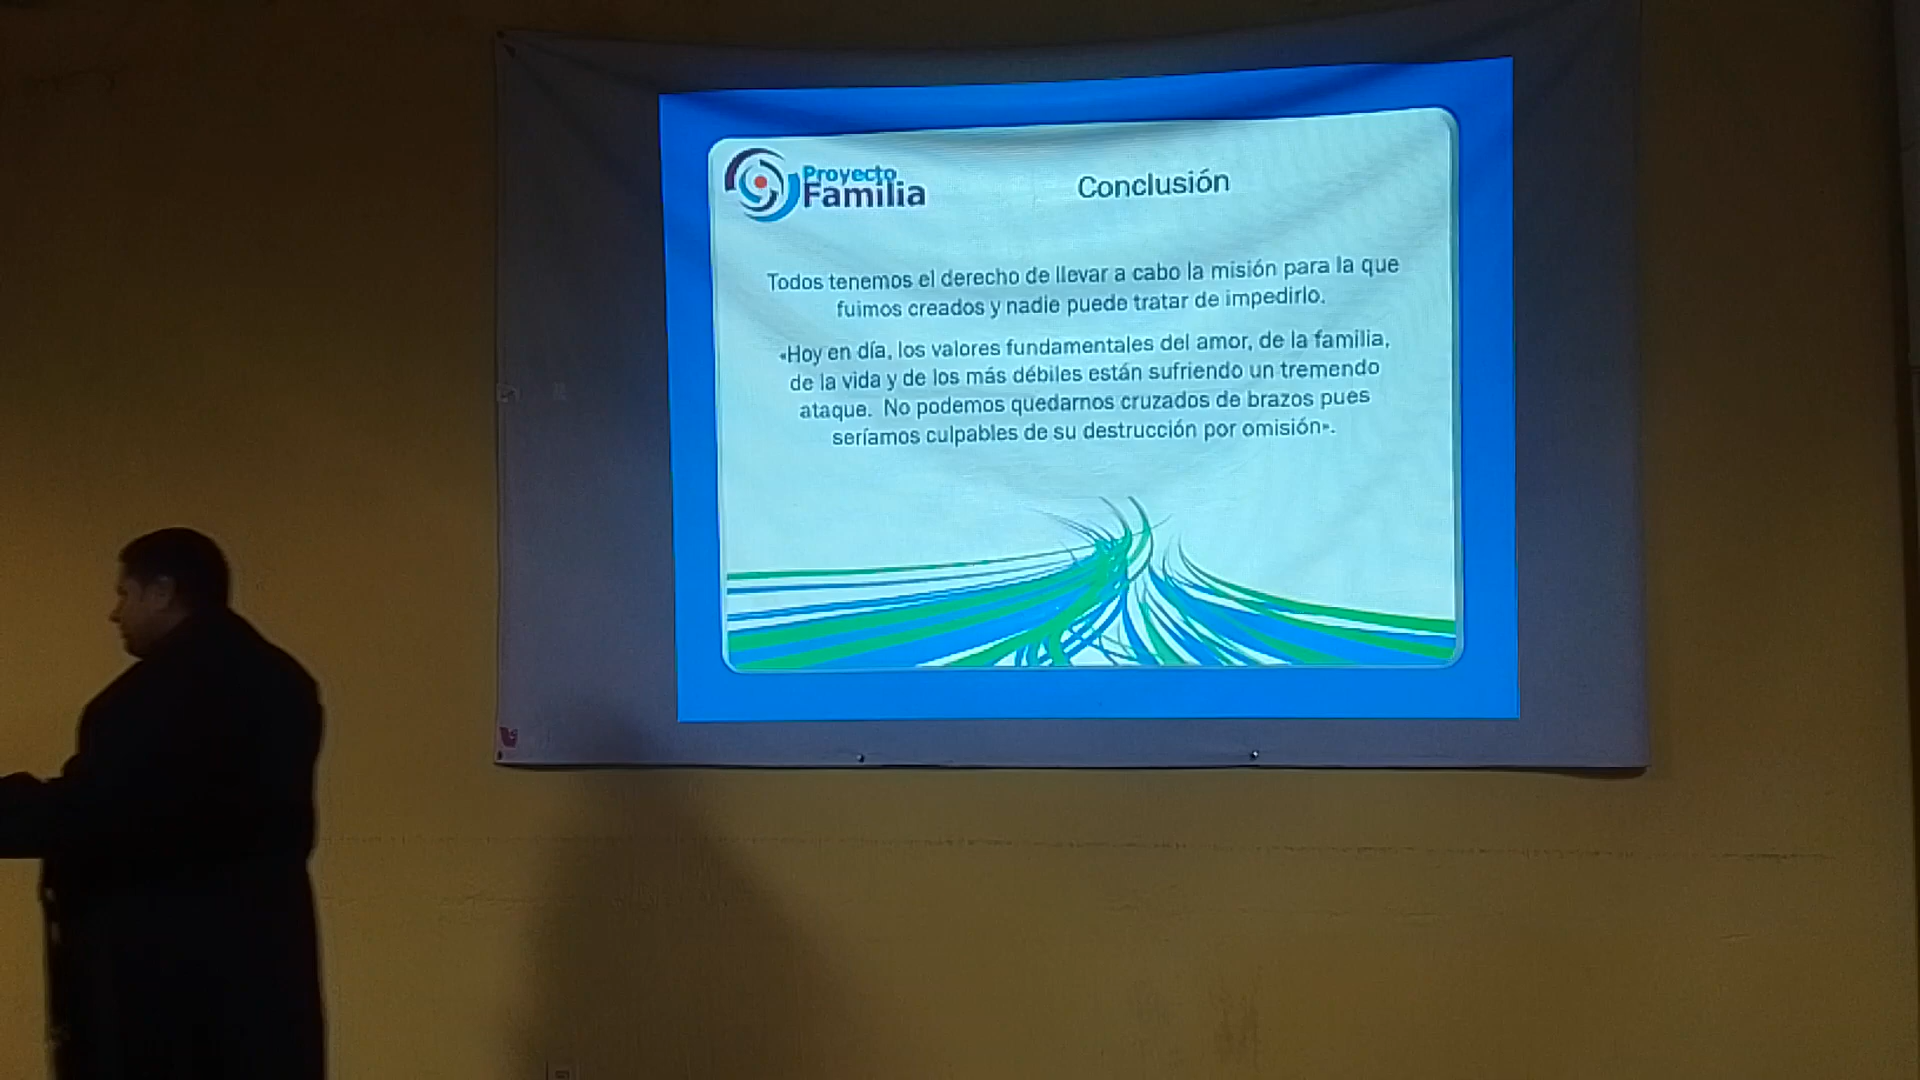 Proyecto
Familia
Conclusión
Todos tenemos el derecho de llevar a cabo la misión para la que
fuimos creados y nadie puede tratar de impedirlo.
«Hoy en día, los valores fundamentales del amor, de la familia,
de la vida y de los más débiles están sufriendo un tremendo
ataque. No podemos quedarnos cruzados de brazos pues
seríamos culpables de su destrucción por omisión».